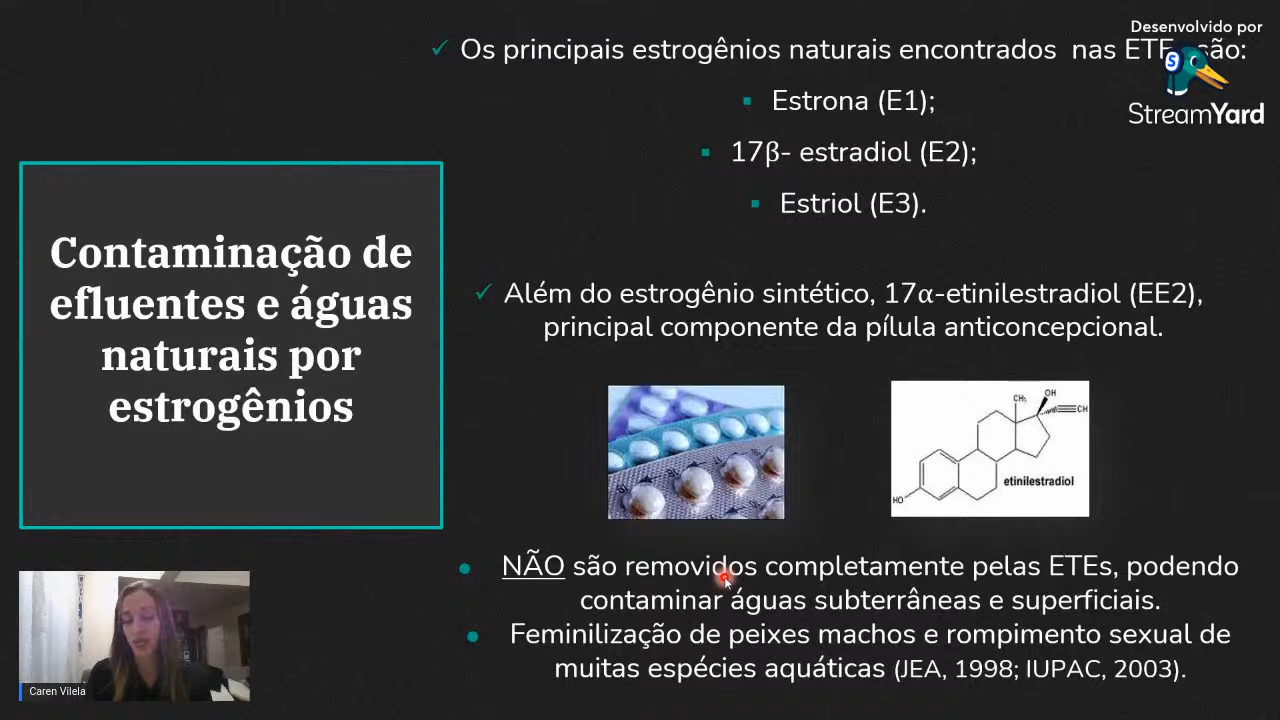 Desenvolvido por
StreamYard
Os principais estrogênios naturais encontrados nas ETEs são:
Estrona (E1);
17β- estradiol (E2);
Estriol (E3).
Contaminação de
efluentes e águas
naturais por
estrogênios
Além do estrogênio sintético, 17α-etinilestradiol (EE2),
principal componente da pílula anticoncepcional.
CH₃
OH
CH
HO
etinilestradiol
NÃO são removidos completamente pelas ETEs, podendo
contaminar águas subterrâneas e superficiais.
Feminilização de peixes machos e rompimento sexual de
muitas espécies aquáticas (JEA, 1998; IUPAC, 2003).
Caren Vilela